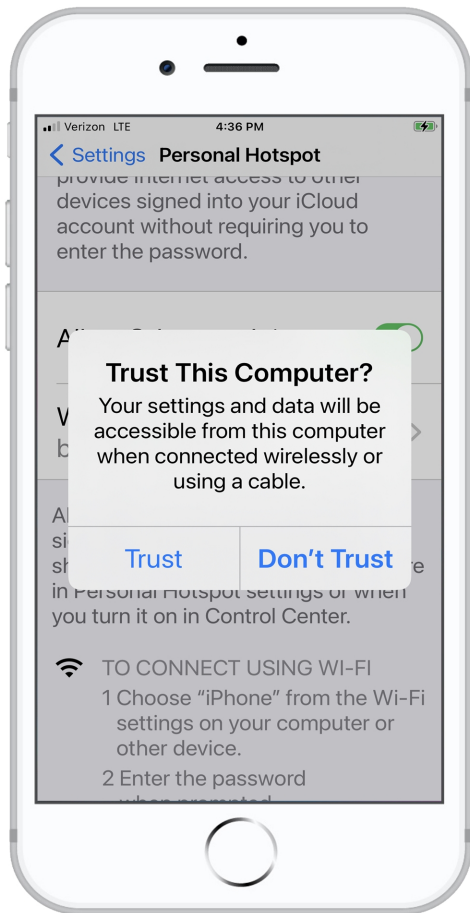 Verizon LTE 4:36 PM
Settings Personal Hotspot
provide Internet access to other
devices signed into your iCloud
account without requiring you to
enter the password.
Trust This Computer?
Your settings and data will be
accessible from this computer
when connected wirelessly or
using a cable.
Trust Don't Trust
in Personal Hotspot settings or when
you turn it on in Control Center.
TO CONNECT USING WI-FI
1 Choose “iPhone” from the Wi-Fi
settings on your computer or
other device.
2 Enter the password
when prompted.